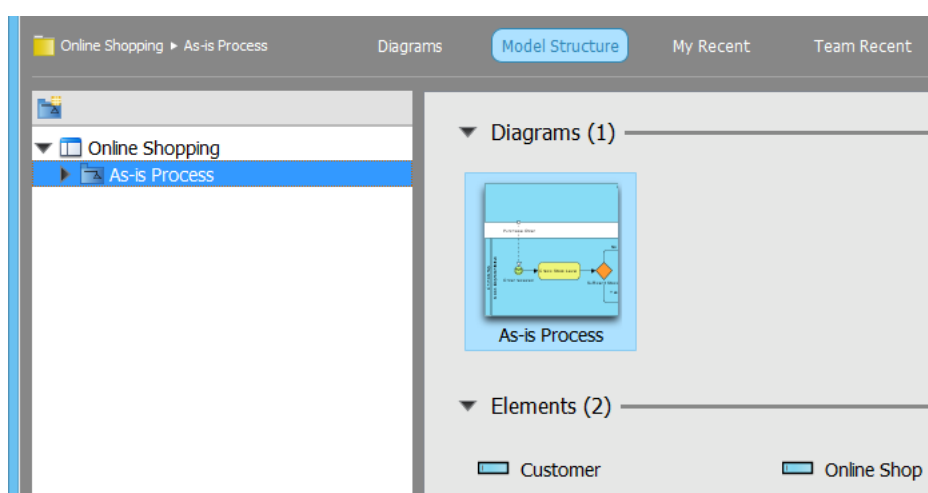 Online Shopping ▸ As-is Process
Diagrams
Model Structure
My Recent
Team Recent
Online Shopping
As-is Process
Diagrams (1)
As-is Process
Elements (2)
Customer
Online Shop